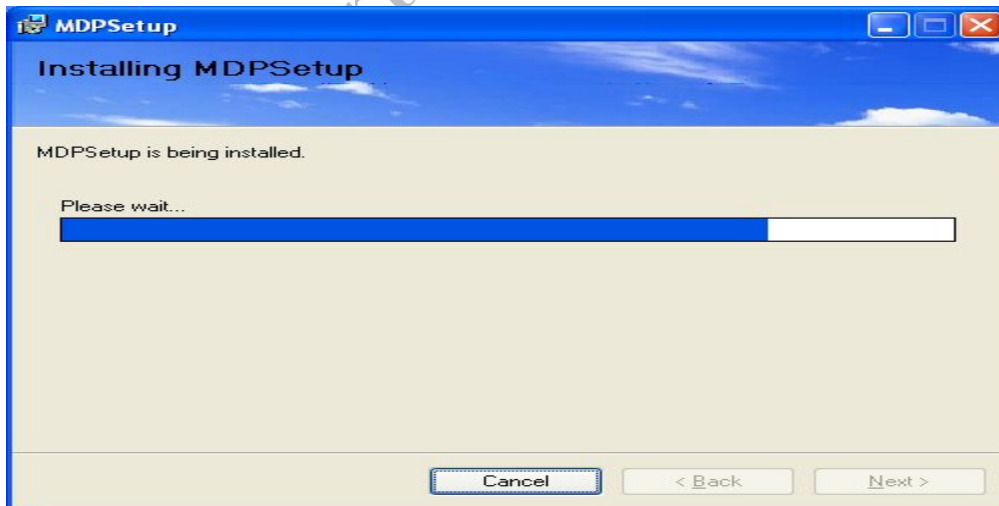 MDPSetup
Installing MDPSetup
MDPSetup is being installed.
Please wait...
Cancel
< Back
Next >